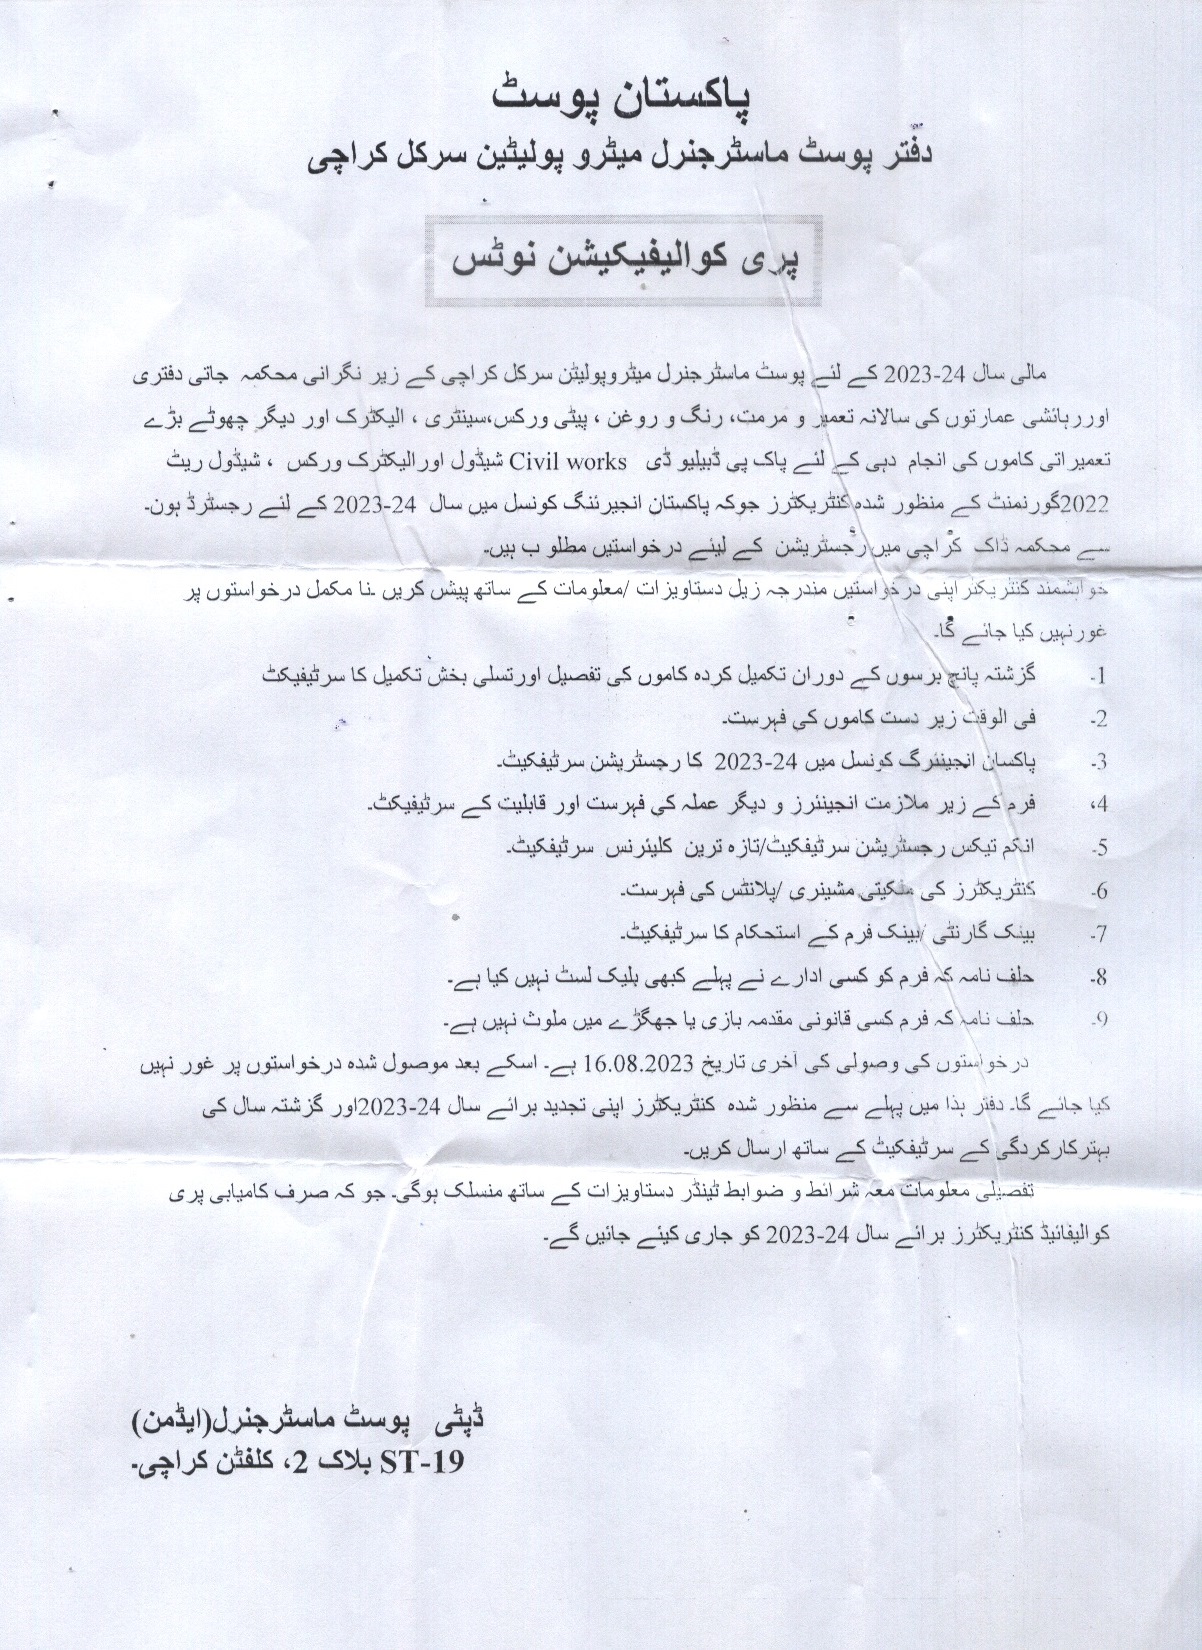 پاکستان پوسٹ
دفتر پوسٹ ماسٹرجنرل میٹرو پولیٹین سرکل کراچی
پری کوالیفیکیشن نوٹس
مالی سال 24-2023 کے لئے پوسٹ ماسٹرجنرل میٹروپولیٹن سرکل کراچی کے زیر نگرانی محکمہ جاتی دفتری
اوررہائشی عمارتوں کی سالانہ تعمیر و مرمت، رنگ و روغن ، پیٹی ورکس،سینٹری ، الیکٹرک اور دیگر چھوٹے بڑے
تعمیراتی کاموں کی انجام دہی کے لئے پاک پی ڈبیلیو ڈی Civil works شیڈول اورالیکٹرک ورکس ، شیڈول ریٹ
2022گورنمنٹ کے منظور شدہ کنٹریکٹرز جوکہ پاکستان انجیرئنگ کونسل میں سال 24-2023 کے لئے رجسٹرڈ ہون۔
سے محکمہ ڈاک کراچی میں رجسٹریشن کے لیئے درخواستیں مطلو ب ہیں۔
خواہشمند کنٹریکٹر اپنی درخواستیں مندرجہ زیل دستاویزات /معلومات کے ساتھ پیش کریں ۔نا مکمل درخواستوں پر
غورنہیں کیا جائے گا۔
1۔ گزشتہ پانچ برسوں کے دوران تکمیل کردہ کاموں کی تفصیل اورتسلی بخش تکمیل کا سرٹیفیکٹ
2۔ فی الوقت زیر دست کاموں کی فہرست۔
3۔ پاکسان انجینئرگ کونسل میں 24-2023 کا رجسٹریشن سرٹیفکیٹ۔
4، فرم کے زیر ملازمت انجینئرز و دیگر عملہ کی فہرست اور قابلیت کے سرٹیفیکٹ۔
5۔ انکم تیکس رجسٹریشن سرٹیفکیٹ/تازہ ترین کلیئرنس سرٹیفکیٹ۔
6۔ کنٹریکٹرز کی ملکیتی مشینری /پلانٹس کی فہرست۔
7۔ بینک گارنٹی /بینک فرم کے استحکام کا سرٹیفکیٹ۔
8۔ حلف نامہ کہ فرم کو کسی ادارے نے پہلے کبھی بلیک لسٹ نہیں کیا ہے۔
9۔ حلف نامہ کہ فرم کسی قانونی مقدمہ بازی یا جھگڑے میں ملوث نہیں ہے۔
درخواستوں کی وصولی کی آخری تاریخ 16.08.2023 ہے۔ اسکے بعد موصول شدہ درخواستوں پر غور نہیں
کیا جائے گا۔ دفتر ہذا میں پہلے سے منظور شدہ کنٹریکٹرز اپنی تجدید برائے سال 24-2023اور گزشتہ سال کی
بہترکارکردگی کے سرٹیفکیٹ کے ساتھ ارسال کریں۔
تفصیلی معلومات معہ شرائط و ضوابط ٹینڈر دستاویزات کے ساتھ منسلک ہوگی۔ جو کہ صرف کامیابی پری
کوالیفائیڈ کنٹریکٹرز برائے سال 24-2023 کو جاری کیئے جائیں گے۔
ڈپٹی پوسٹ ماسٹرجنرل(ایڈمن)
ST-19 بلاک 2، کلفٹن کراچی۔